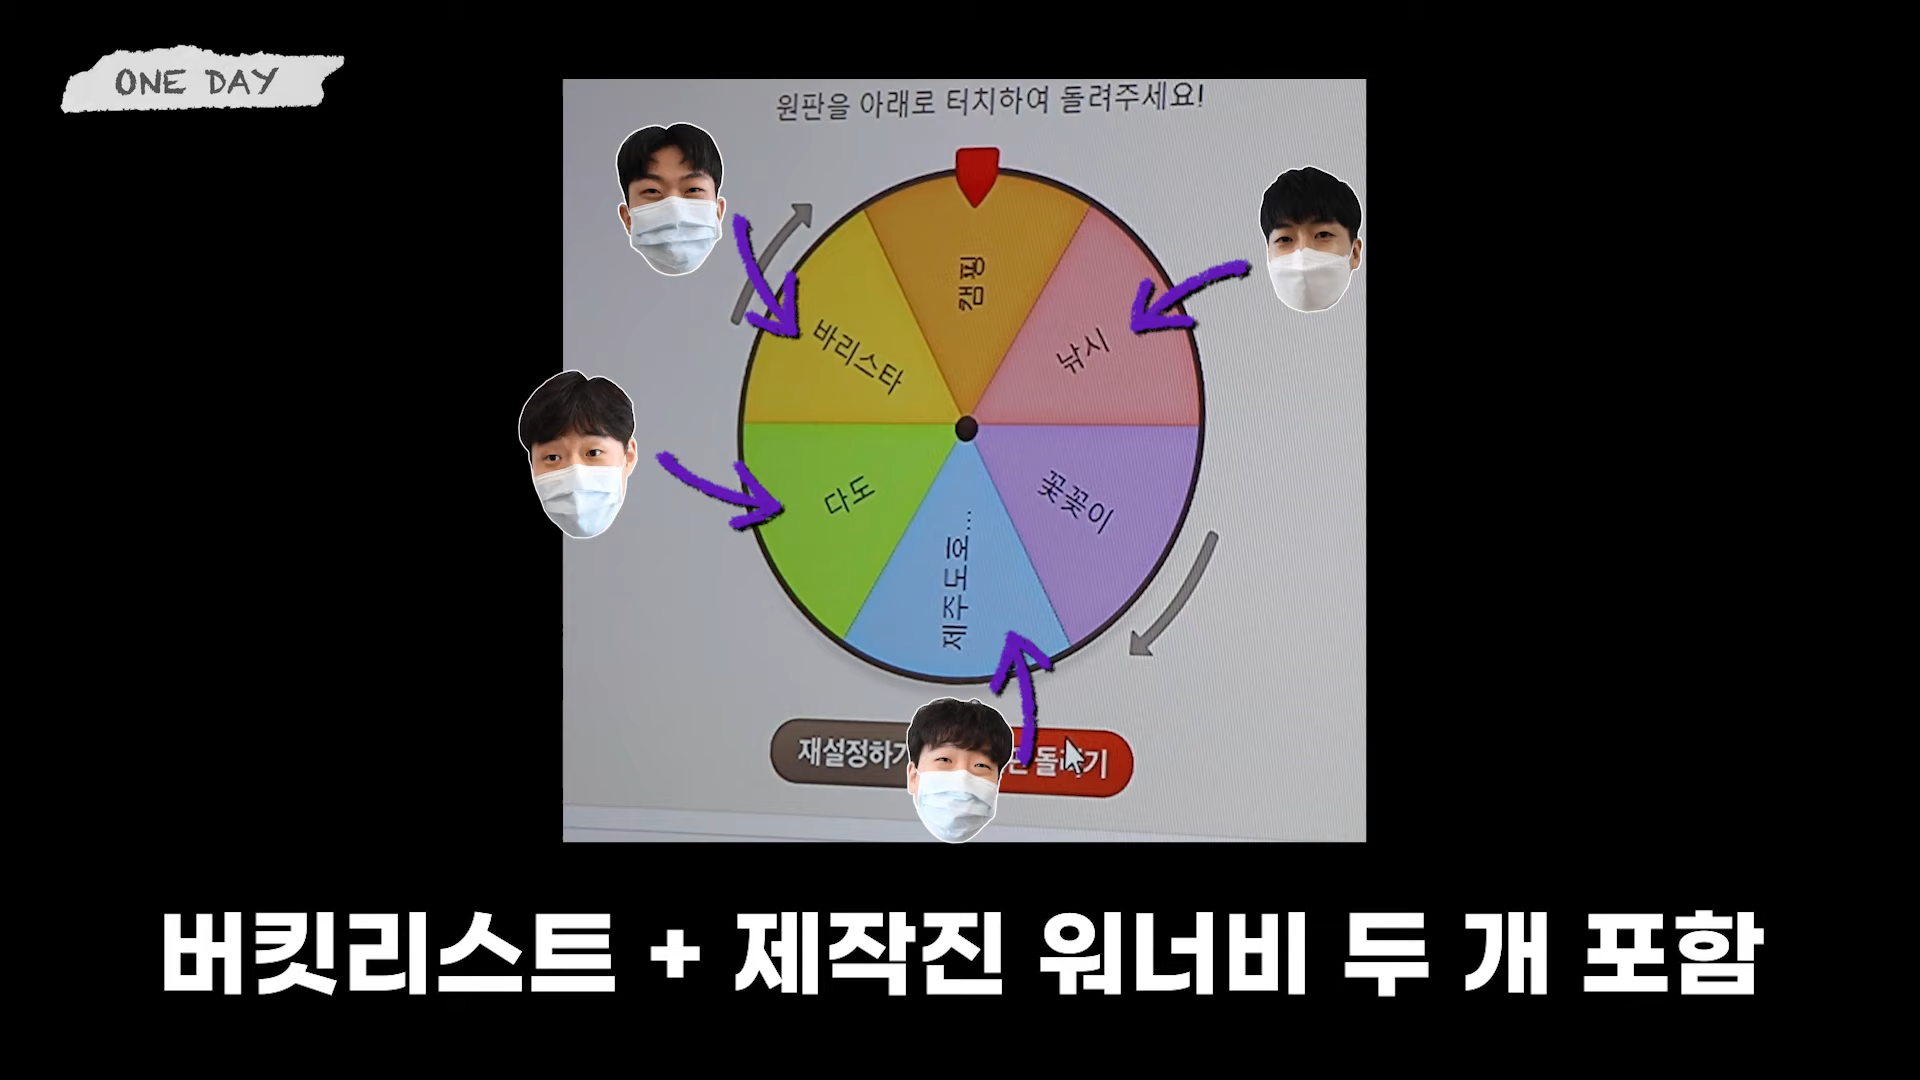 ONE DAY
원판을 아래로 터치하여 돌려주세요!
캠핑
바리스타
낚시
다도
꽃꽂이
제주도호...
재설정하기
돌리기
버킷리스트 + 제작진 워너비 두 개 포함